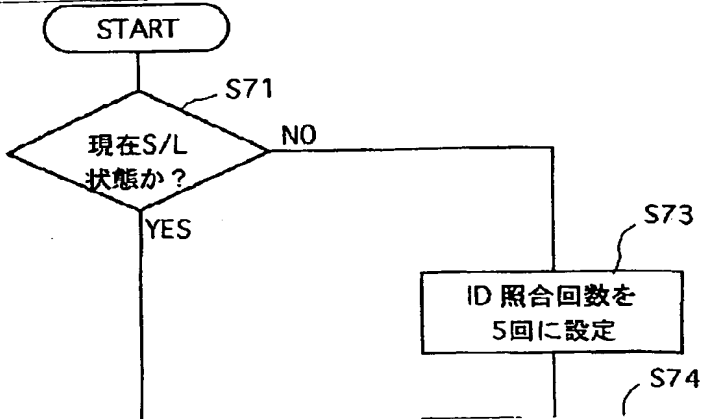 START
S71
現在S/L
状態か?
NO
YES
S73
ID 照合回数を
5回に設定
S74